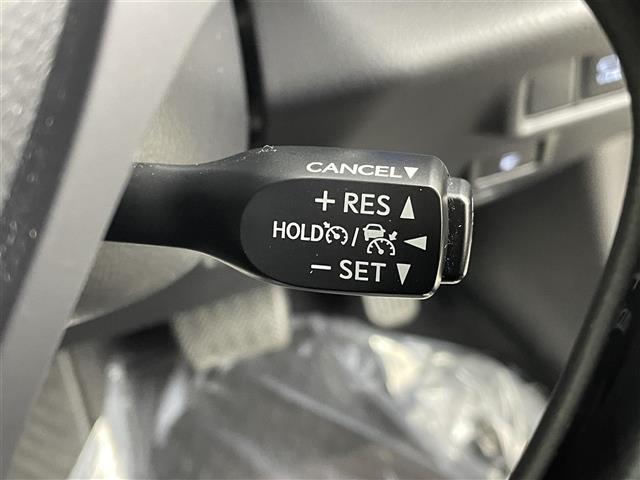 CANCEL▼
+ RES ▲
HOLD / ◄
− SET ▼